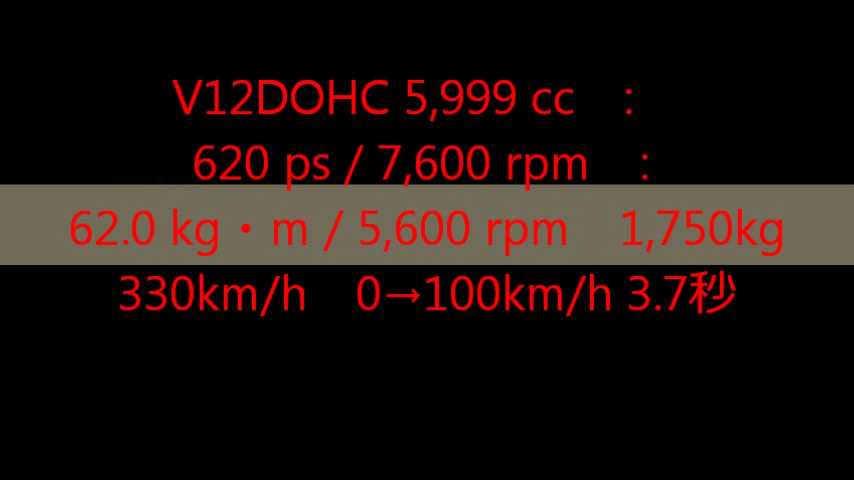 V12DOHC 5,999 cc　:
620 ps / 7,600 rpm　:
62.0 kg・m / 5,600 rpm　1,750kg
330km/h　0→100km/h 3.7秒